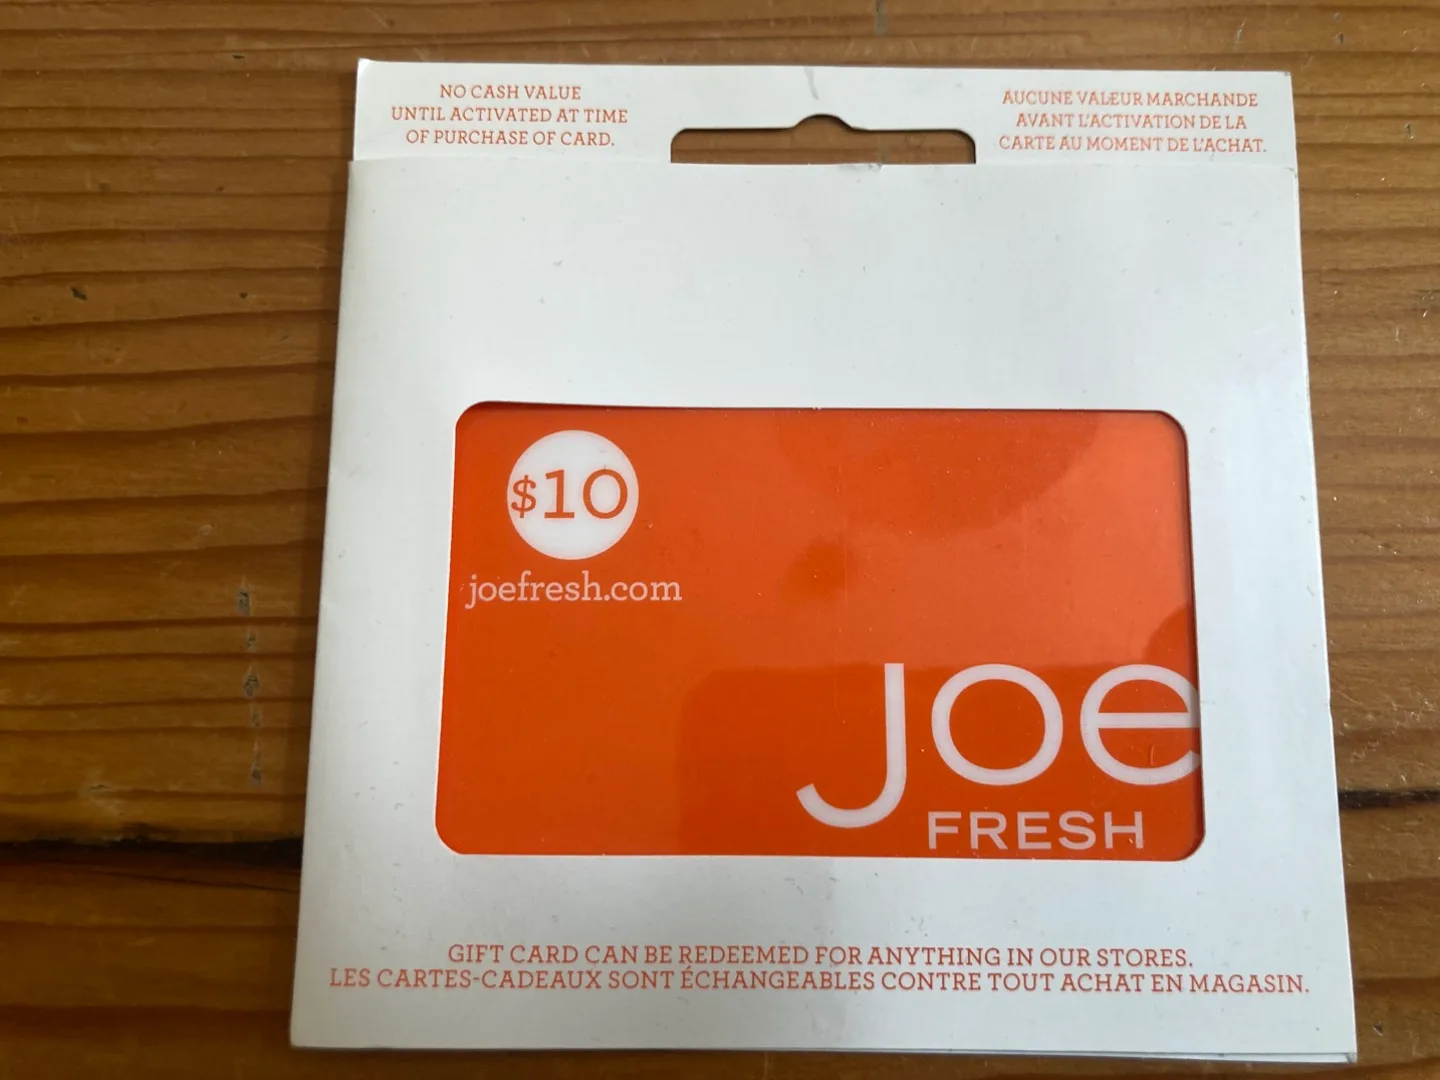 NO CASH VALUE
UNTIL ACTIVATED AT TIME
OF PURCHASE OF CARD.
AUCUNE VALEUR MARCHANDE
AVANT L'ACTIVATION DE LA
CARTE AU MOMENT DE L'ACHAT.
$10
joefresh.com
Joe
FRESH
GIFT CARD CAN BE REDEEMED FOR ANYTHING IN OUR STORES.
LES CARTES-CADEAUX SONT ÉCHANGEABLES CONTRE TOUT ACHAT EN MAGASIN.